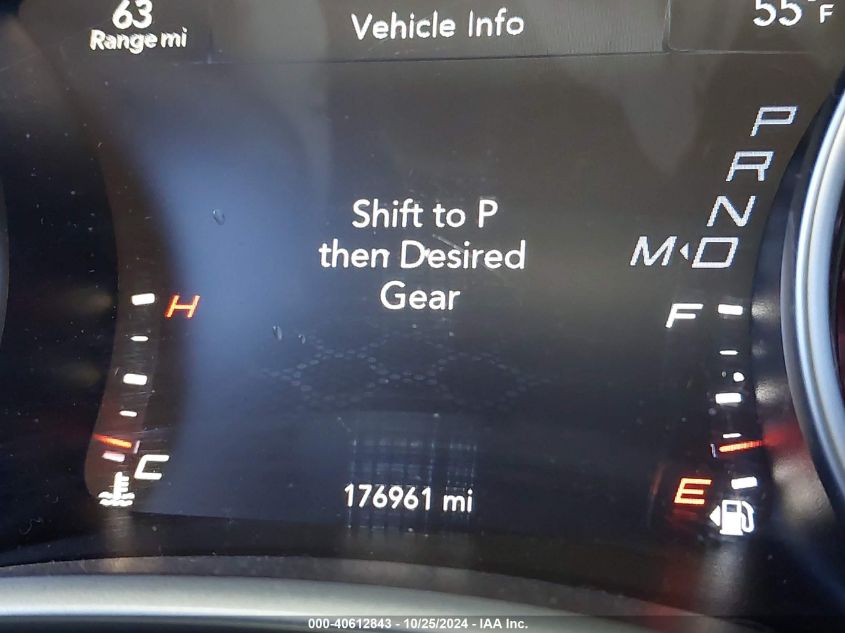 63
Range mi
Vehicle Info
55°F
P
R
N
M◂D
Shift to P
then Desired
Gear
H
F
C
E
176961 mi
000-40612843 - 10/25/2024 - IAA Inc.